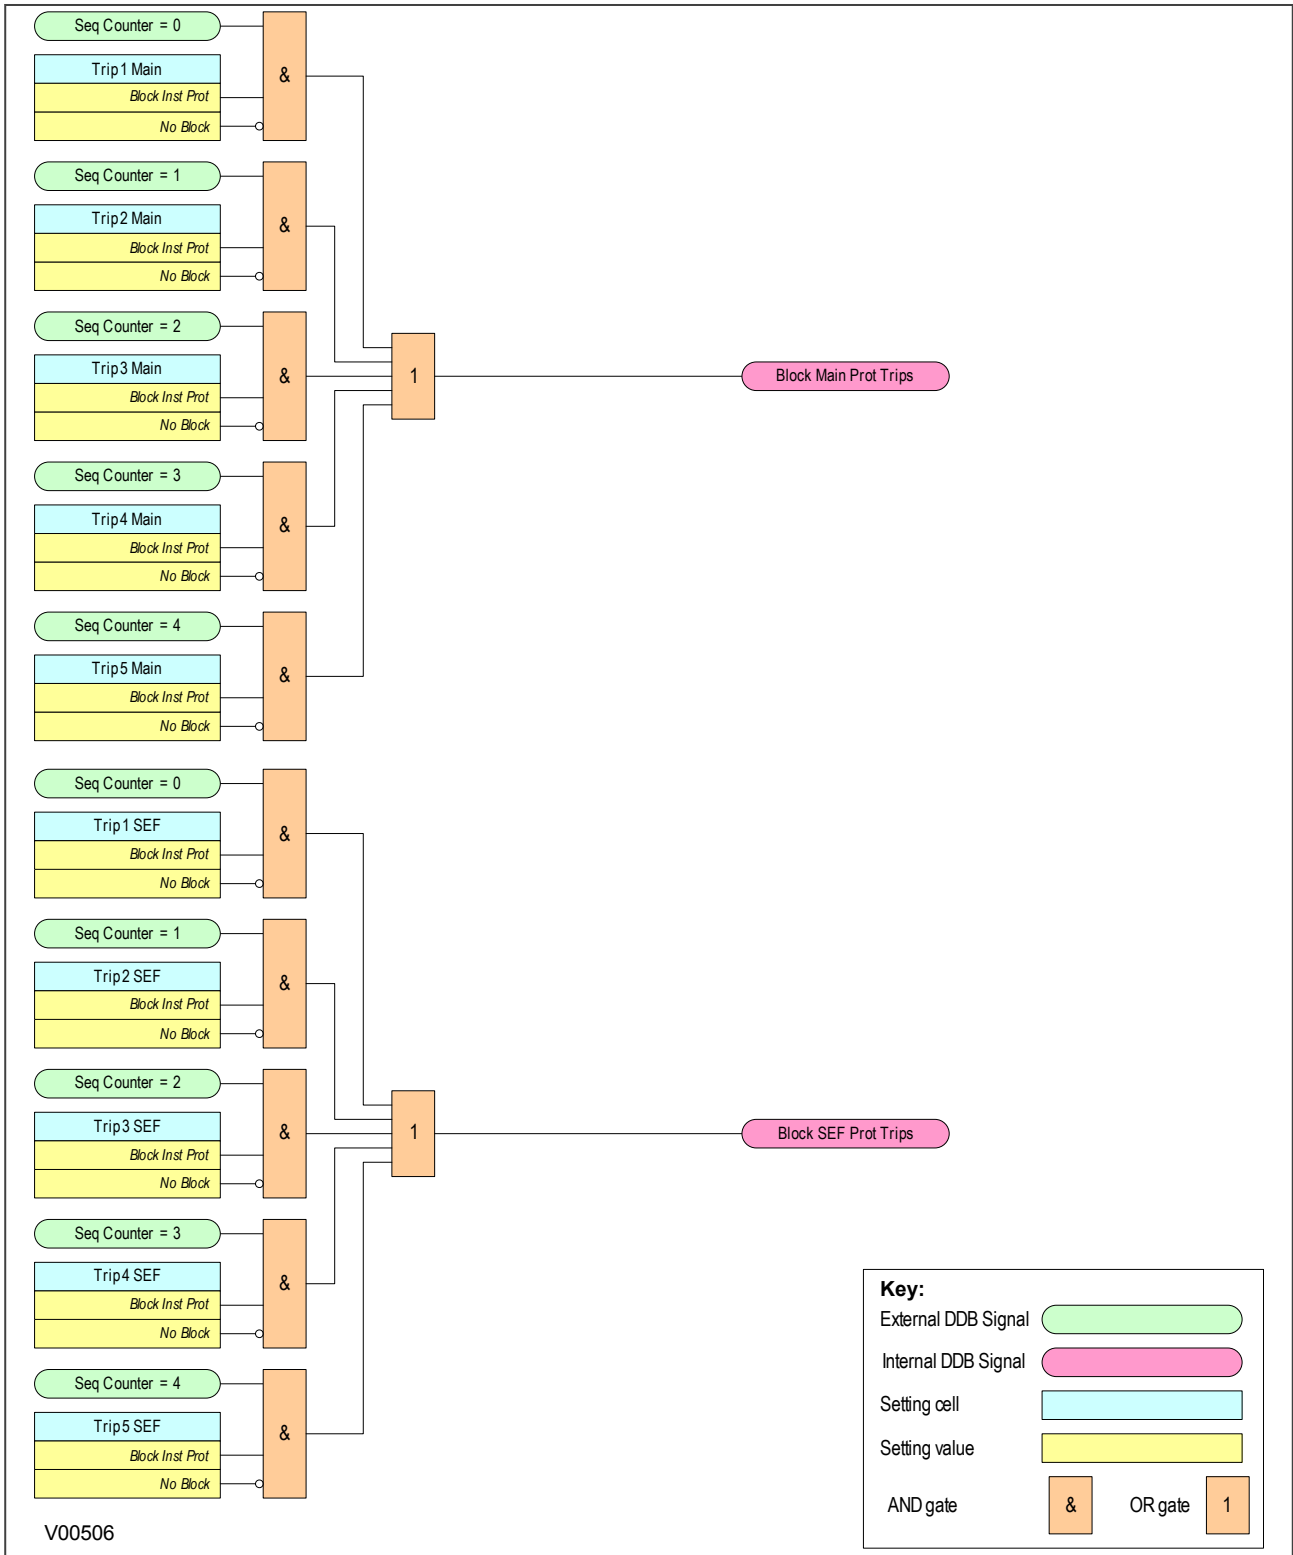 Seq Counter = 0
Trip1 Main
Block Inst Prot
No Block
&
Seq Counter = 1
Trip2 Main
Block Inst Prot
No Block
&
Seq Counter = 2
Trip3 Main
Block Inst Prot
No Block
&
1
Block Main Prot Trips
Seq Counter = 3
Trip4 Main
Block Inst Prot
No Block
&
Seq Counter = 4
Trip5 Main
Block Inst Prot
No Block
&
Seq Counter = 0
Trip1 SEF
Block Inst Prot
No Block
&
Seq Counter = 1
Trip2 SEF
Block Inst Prot
No Block
&
Seq Counter = 2
Trip3 SEF
Block Inst Prot
No Block
&
1
Block SEF Prot Trips
Seq Counter = 3
Trip4 SEF
Block Inst Prot
No Block
&
Seq Counter = 4
Trip5 SEF
Block Inst Prot
No Block
&
Key:
External DDB Signal
Internal DDB Signal
Setting cell
Setting value
AND gate & OR gate 1
V00506